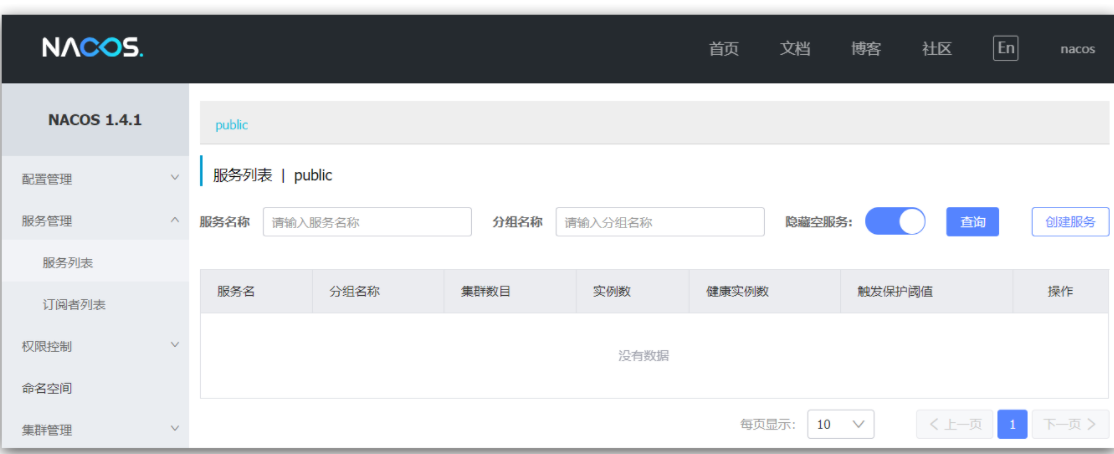 NACOS.
首页 文档 博客 社区 En nacos
NACOS 1.4.1
public
配置管理
服务列表 | public
服务管理
服务名称 请输入服务名称 分组名称 请输入分组名称 隐藏空服务: 查询 创建服务
服务列表
服务名 分组名称 集群数目 实例数 健康实例数 触发保护阈值 操作
订阅者列表
权限控制
没有数据
命名空间
集群管理
每页显示: 10 上一页 1 下一页